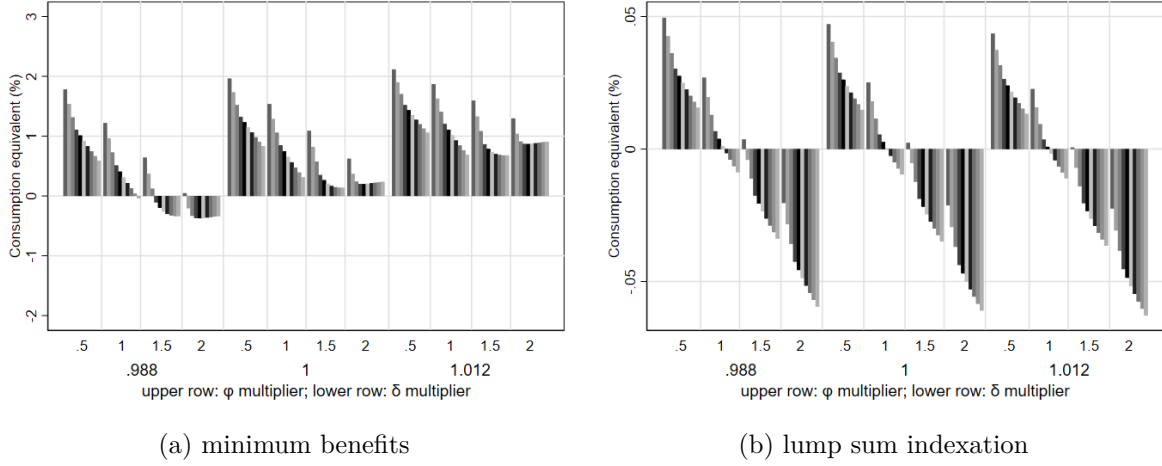 Consumption equivalent (%)
3
2
1
0
-1
-2
.5 1 1.5 2 .5 1 1.5 2 .5 1 1.5 2
.988 1 1.012
upper row: φ multiplier; lower row: δ multiplier
(a) minimum benefits
Consumption equivalent (%)
.05
0
-.05
.5 1 1.5 2 .5 1 1.5 2 .5 1 1.5 2
.988 1 1.012
upper row: φ multiplier; lower row: δ multiplier
(b) lump sum indexation